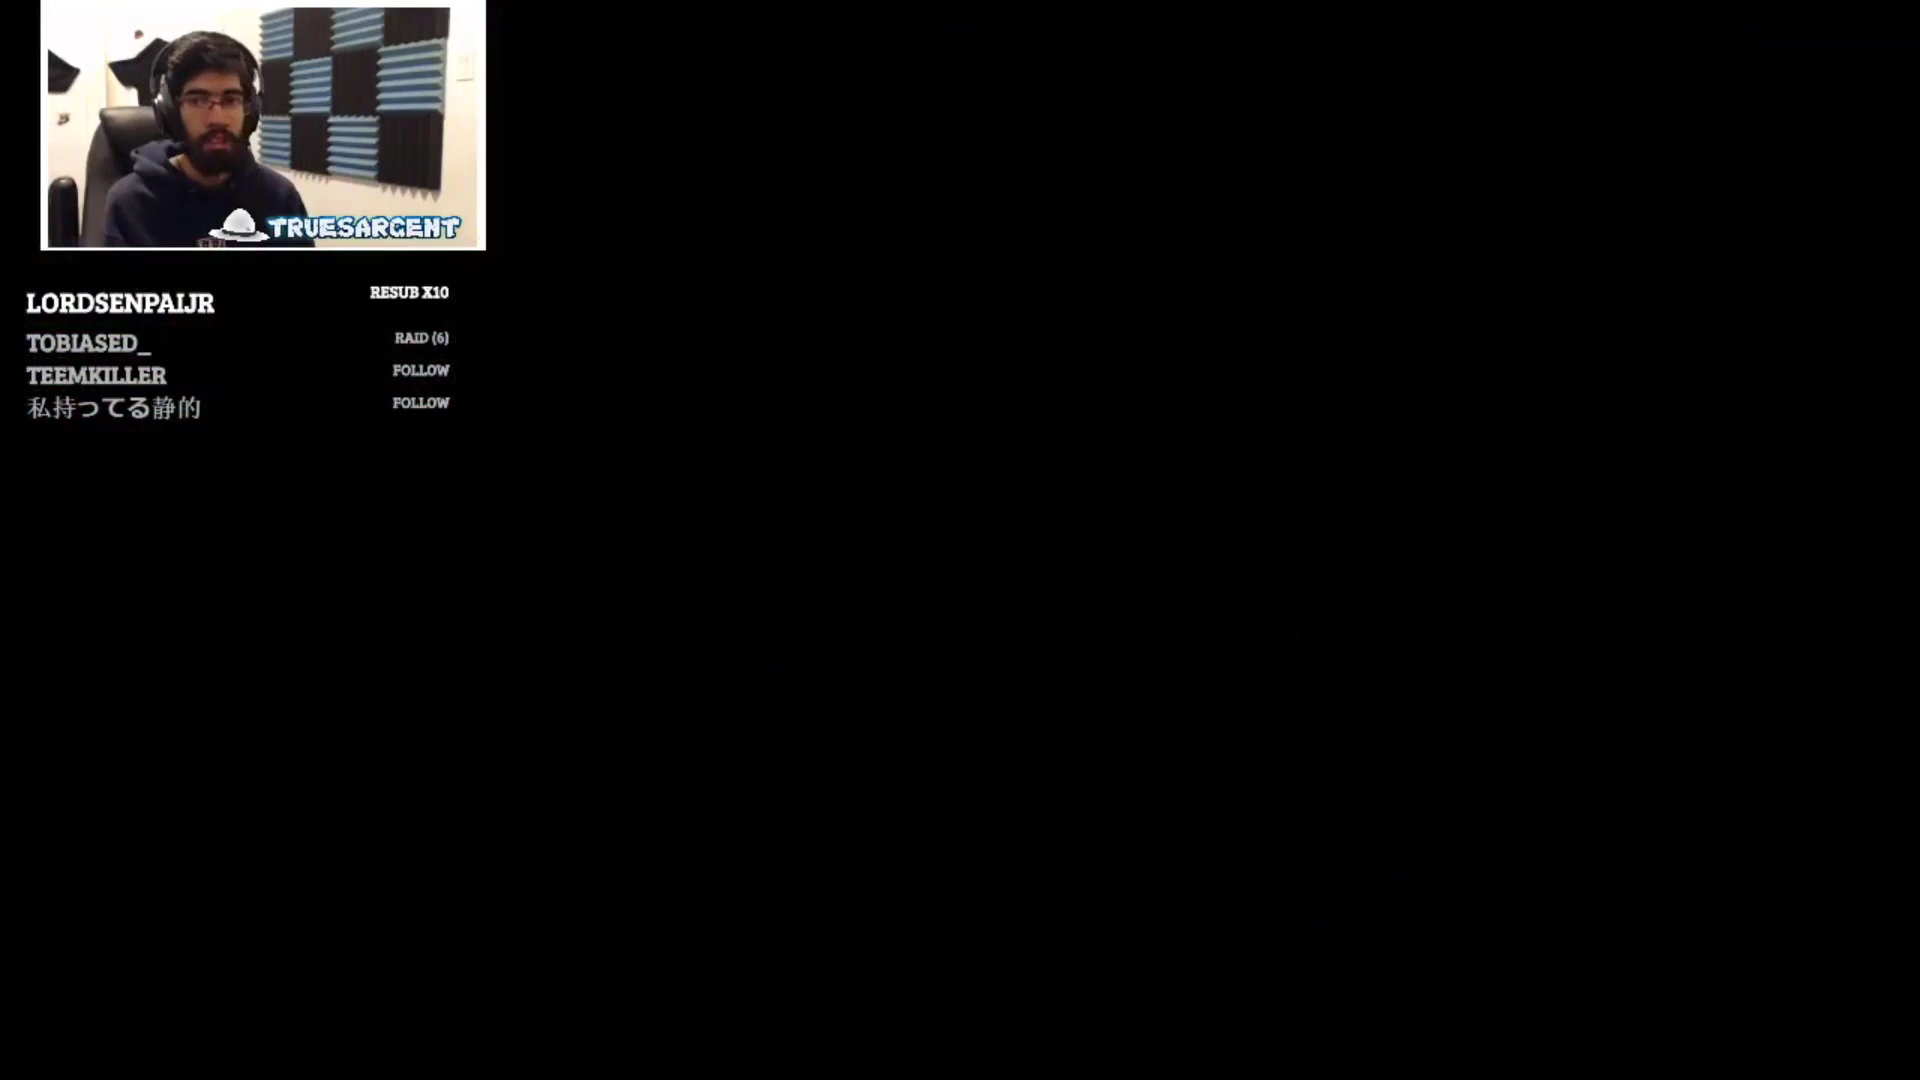 TRUESARGENT
LORDSENPAIJR RESUB X10
TOBIASED_ RAID (6)
TEEMKILLER FOLLOW
私持ってる静的 FOLLOW